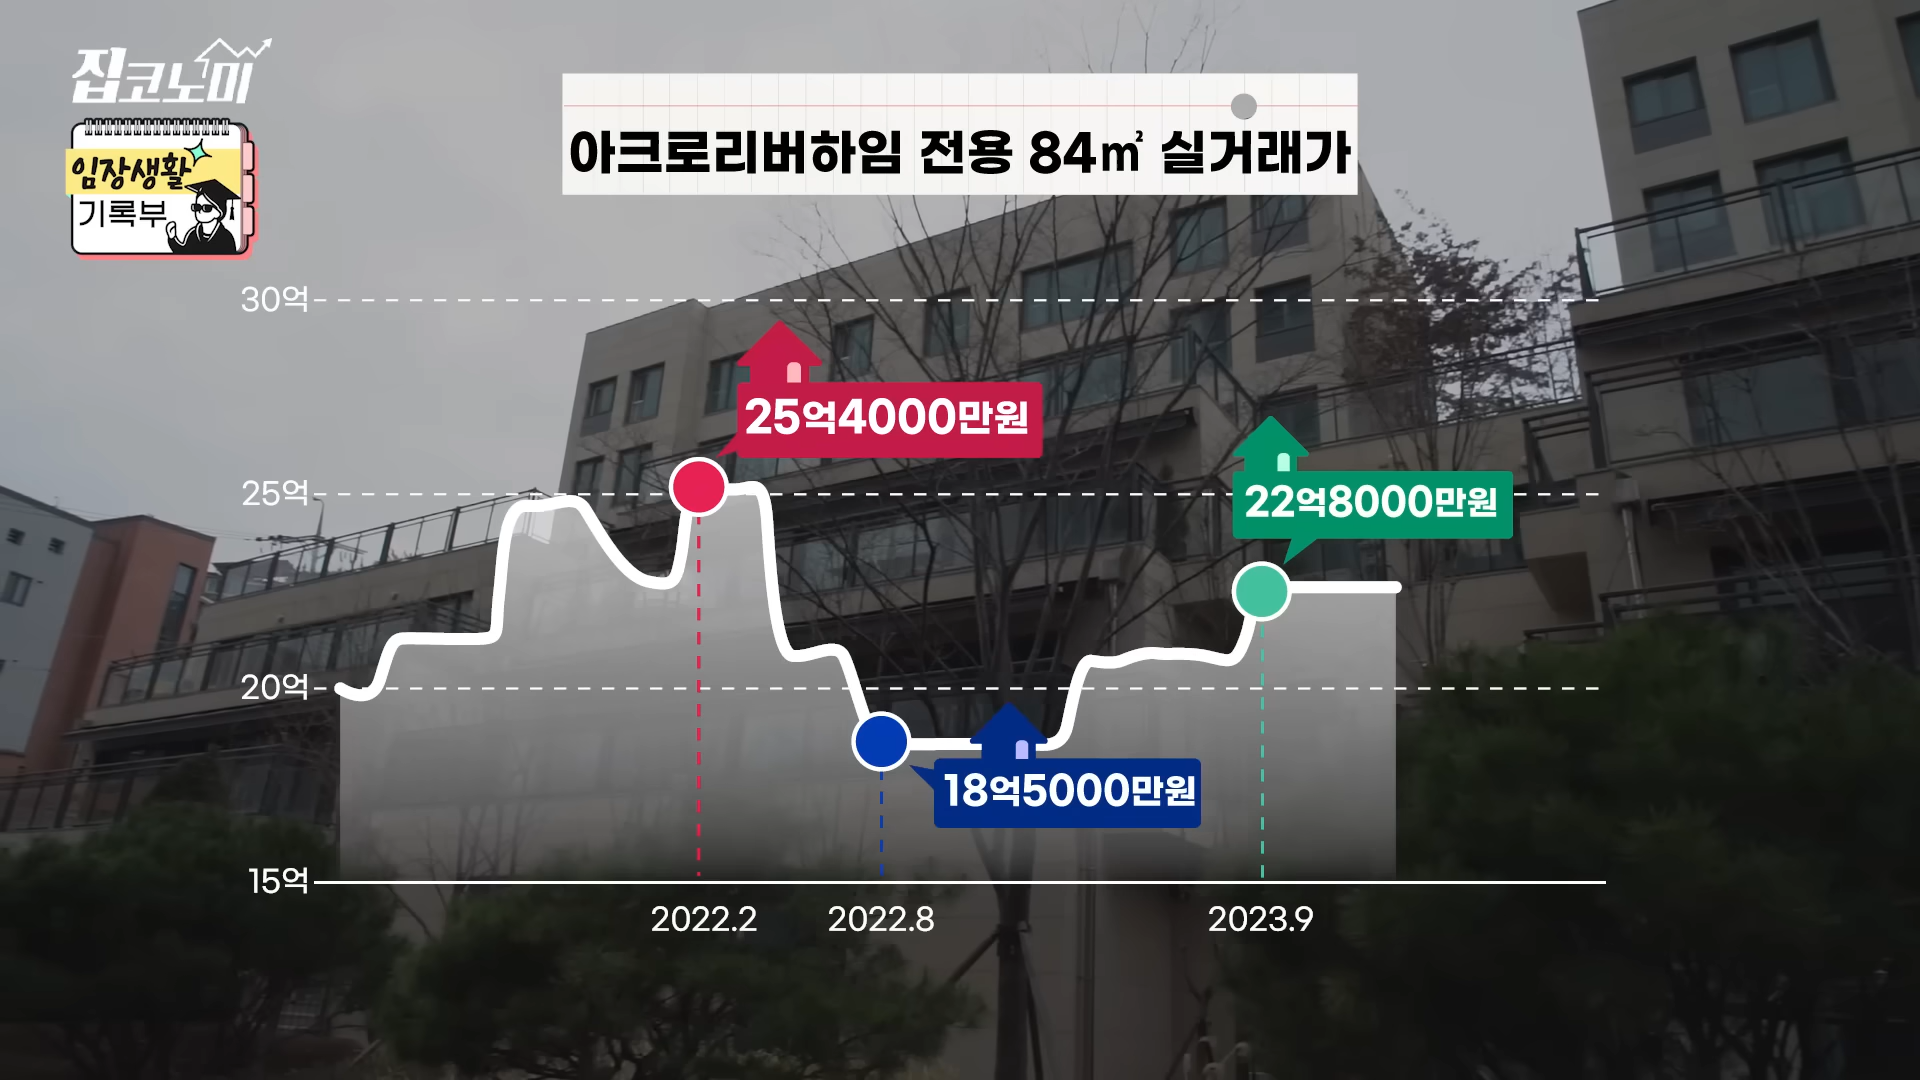 집코노미
임장생활
기록부
아크로리버하임 전용 84㎡ 실거래가
30억
25억4000만원
25억
22억8000만원
20억
18억5000만원
15억
2022.2
2022.8
2023.9